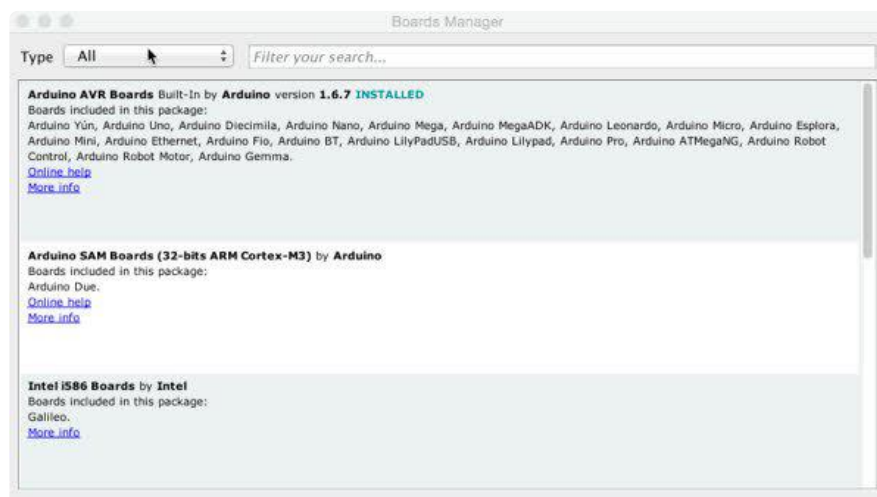 Boards Manager
Type All Filter your search...
Arduino AVR Boards Built-In by Arduino version 1.6.7 INSTALLED
Boards included in this package:
Arduino Yún, Arduino Uno, Arduino Diecimila, Arduino Nano, Arduino Mega, Arduino MegaADK, Arduino Leonardo, Arduino Micro, Arduino Esplora,
Arduino Mini, Arduino Ethernet, Arduino Fio, Arduino BT, Arduino LilyPadUSB, Arduino Lilypad, Arduino Pro, Arduino ATMegaNG, Arduino Robot
Control, Arduino Robot Motor, Arduino Gemma.
Online help
More info
Arduino SAM Boards (32-bits ARM Cortex-M3) by Arduino
Boards included in this package:
Arduino Due.
Online help
More info
Intel i586 Boards by Intel
Boards included in this package:
Galileo.
More info